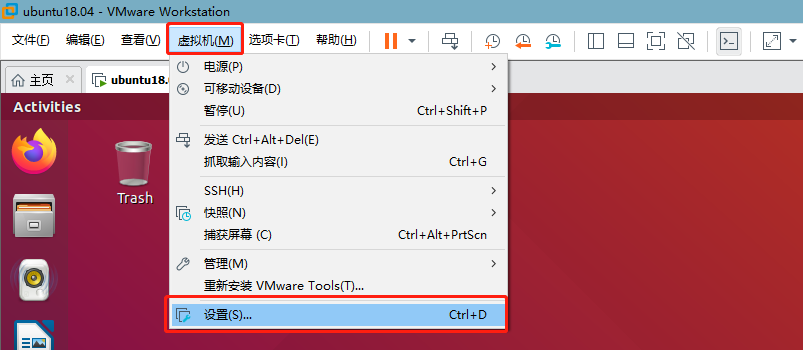 ubuntu18.04 - VMware Workstation
文件(F) 编辑(E) 查看(V) 虚拟机(M) 选项卡(T) 帮助(H)
主页 ubuntu18.
Activities
电源(P)
可移动设备(D)
暂停(U) Ctrl+Shift+P
发送 Ctrl+Alt+Del(E)
抓取输入内容(I) Ctrl+G
SSH(H)
快照(N)
捕获屏幕 (C) Ctrl+Alt+PrtScn
管理(M)
重新安装 VMware Tools(T)...
设置(S)... Ctrl+D
Trash